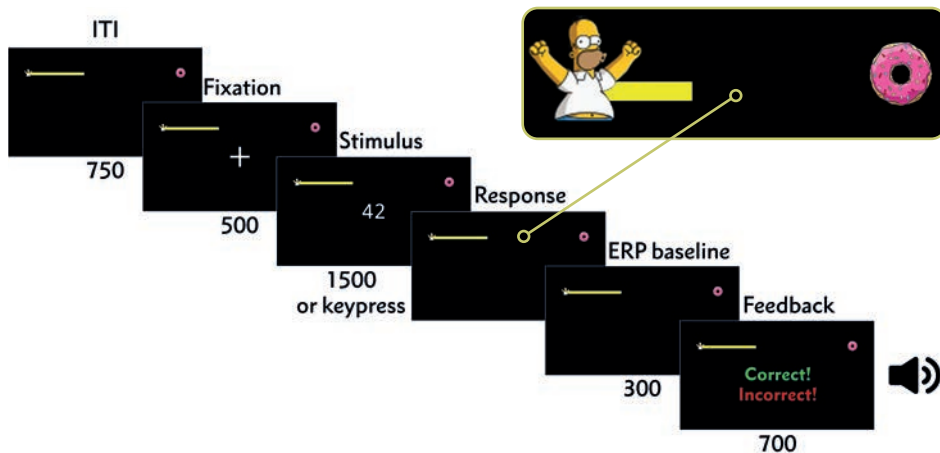 ITI
750
Fixation
500
Stimulus
42
1500
or keypress
Response
ERP baseline
300
Feedback
Correct!
Incorrect!
700